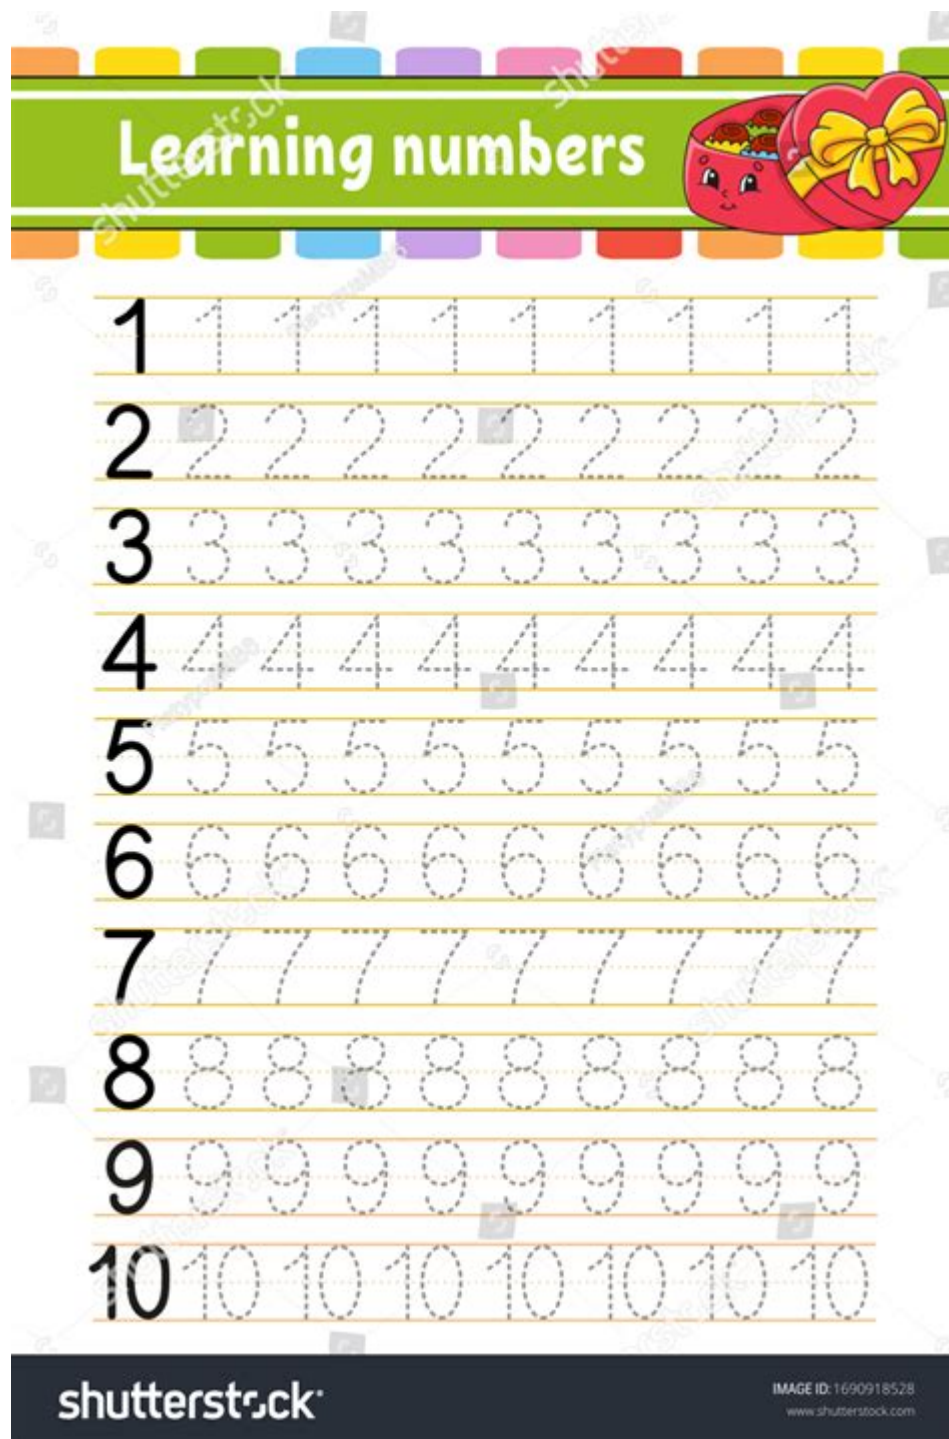 Learning numbers
1 1 1 1 1 1 1 1 1 1
2 2 2 2 2 2 2 2 2 2
3 3 3 3 3 3 3 3 3 3
4 4 4 4 4 4 4 4 4 4
5 5 5 5 5 5 5 5 5 5
6 6 6 6 6 6 6 6 6 6
7 7 7 7 7 7 7 7 7 7
8 8 8 8 8 8 8 8 8 8
9 9 9 9 9 9 9 9 9 9
10 10 10 10 10 10 10 10
shutterstock
IMAGE ID: 1690918528
www.shutterstock.com